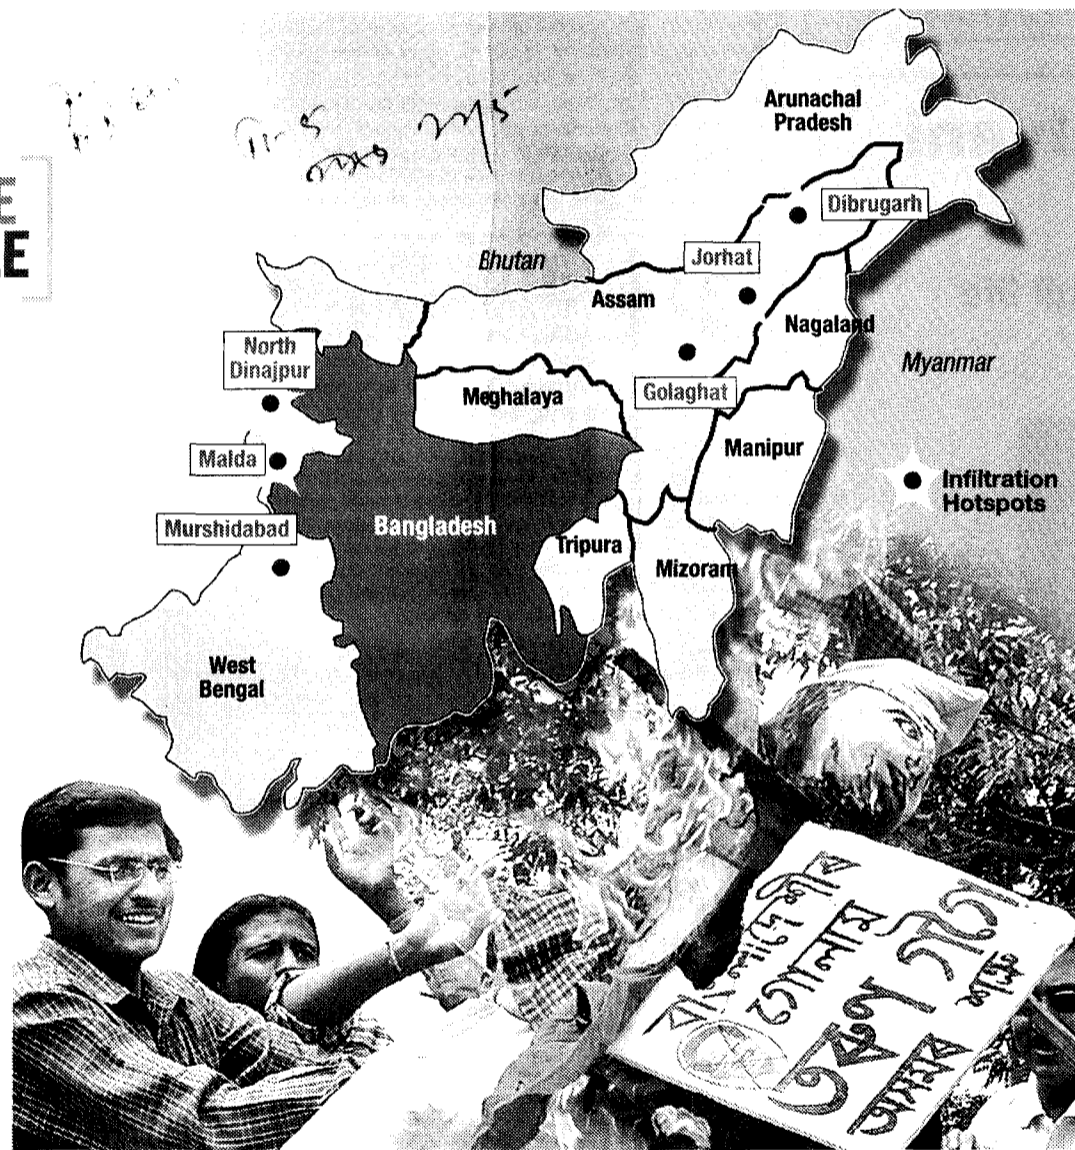 E
E
Arunachal
Pradesh
Dibrugarh
Bhutan
Jorhat
Assam
Nagaland
North
Dinajpur
Myanmar
Meghalaya
Golaghat
Malda
Manipur
Infiltration
Hotspots
Murshidabad
Bangladesh
Tripura
Mizoram
West
Bengal